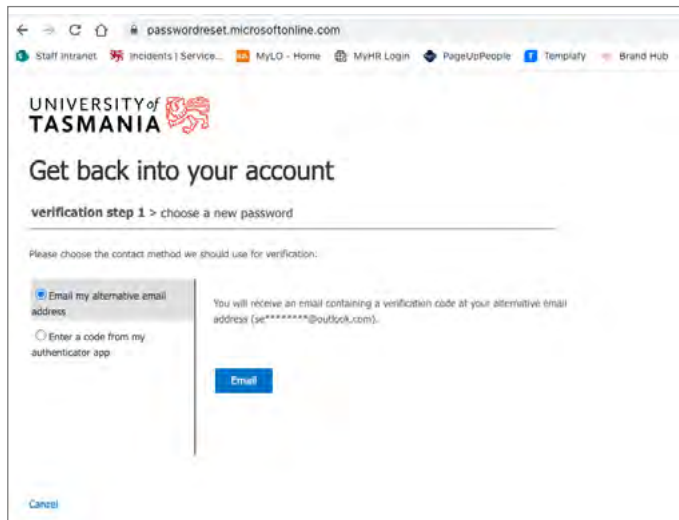 passwordreset.microsoftonline.com
Staff Intranet Incidents | Service... MyLO - Home MyHR Login PageUpPeople Templafy Brand Hub
UNIVERSITY of
TASMANIA
Get back into your account
verification step 1 > choose a new password
Please choose the contact method we should use for verification:
Email my alternative email
address
Enter a code from my
authenticator app
You will receive an email containing a verification code at your alternative email
address (se********@outlook.com).
Email
Cancel